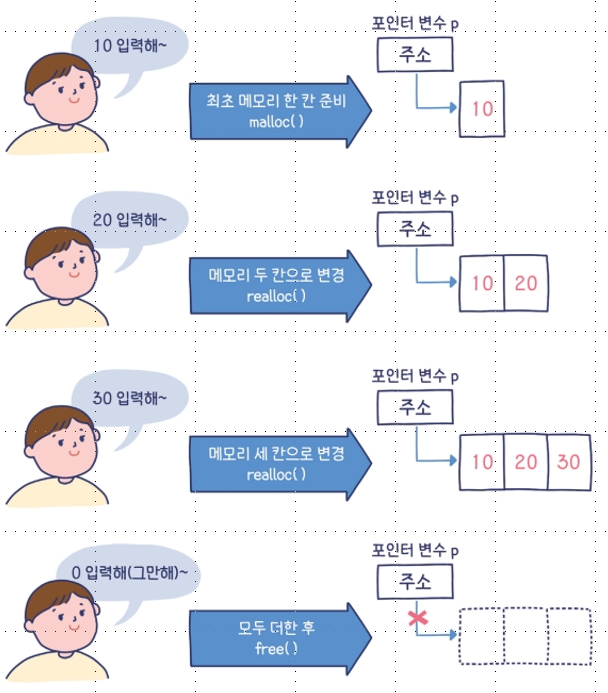 10 입력해~
최초 메모리 한 칸 준비
malloc( )
포인터 변수 p
주소
10
20 입력해~
메모리 두 칸으로 변경
realloc( )
포인터 변수 p
주소
10 20
30 입력해~
메모리 세 칸으로 변경
realloc( )
포인터 변수 p
주소
10 20 30
0 입력해(그만해)~
모두 더한 후
free( )
포인터 변수 p
주소